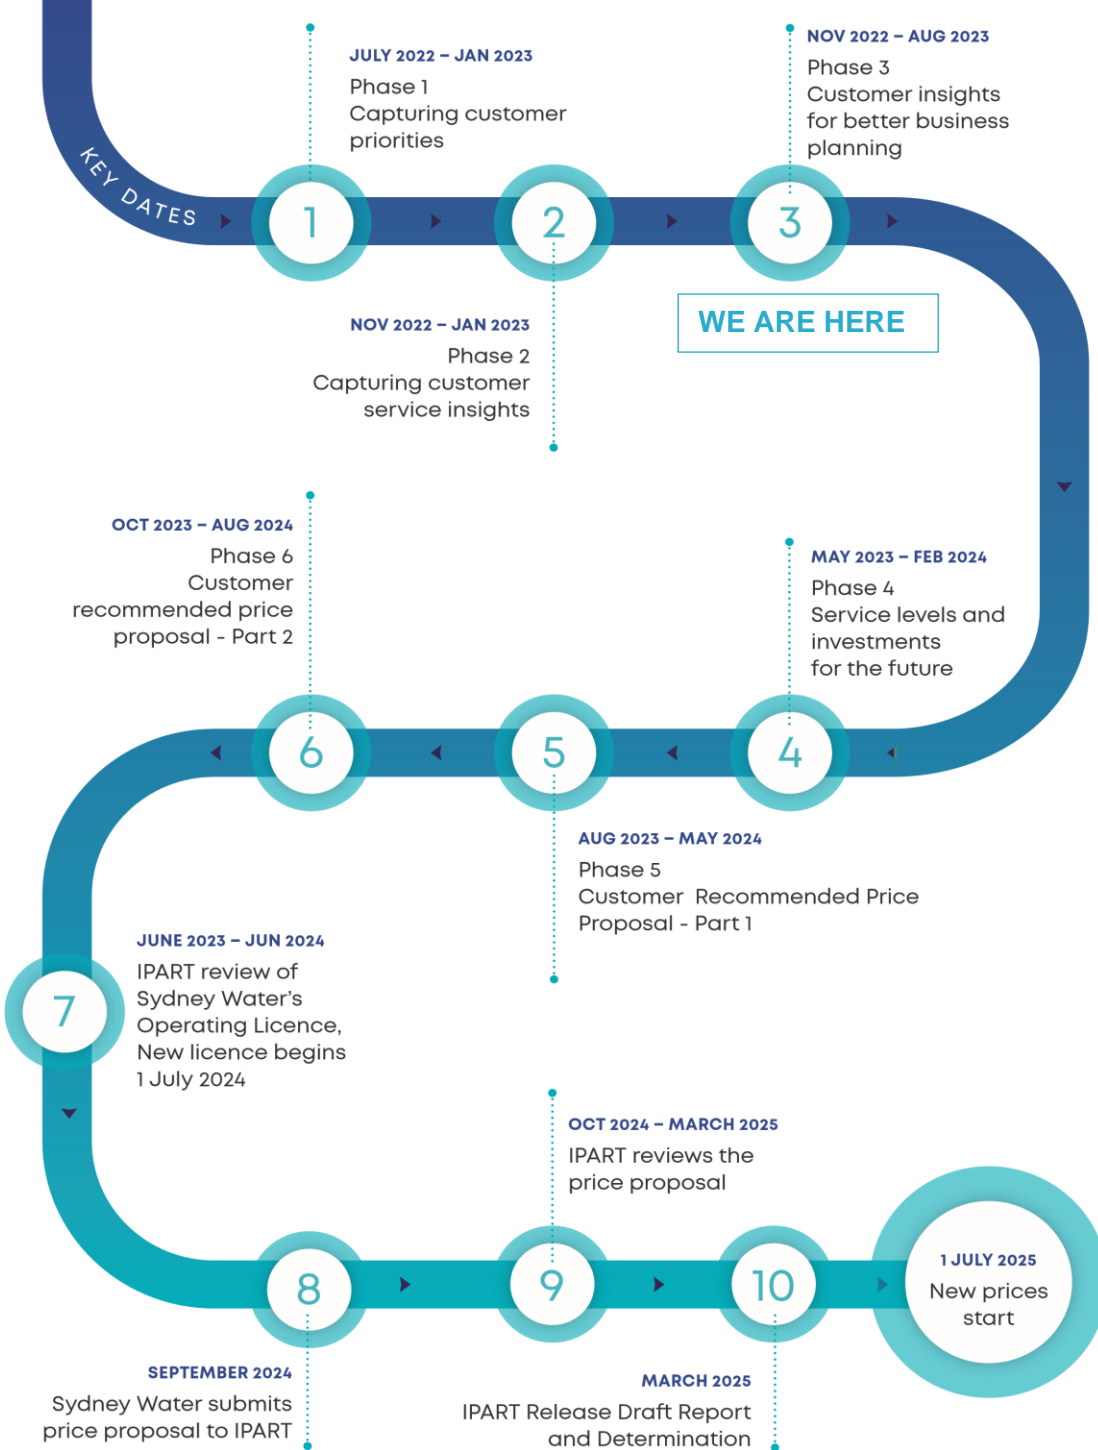 KEY DATES
JULY 2022 – JAN 2023
Phase 1
Capturing customer
priorities
NOV 2022 – AUG 2023
Phase 3
Customer insights
for better business
planning
1
2
3
WE ARE HERE
NOV 2022 – JAN 2023
Phase 2
Capturing customer
service insights
OCT 2023 – AUG 2024
Phase 6
Customer
recommended price
proposal - Part 2
MAY 2023 – FEB 2024
Phase 4
Service levels and
investments
for the future
6
5
4
AUG 2023 – MAY 2024
Phase 5
Customer  Recommended Price
Proposal - Part 1
7
JUNE 2023 – JUN 2024
IPART review of
Sydney Water’s
Operating Licence,
New licence begins
1 July 2024
OCT 2024 – MARCH 2025
IPART reviews the
price proposal
8
9
10
1 JULY 2025
New prices
start
SEPTEMBER 2024
Sydney Water submits
price proposal to IPART
MARCH 2025
IPART Release Draft Report
and Determination